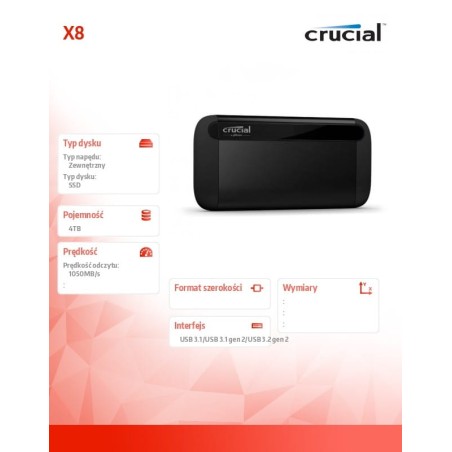 X8
crucial
crucial
Typ dysku
Typ napędu:
Zewnętrzny
Typ dysku:
SSD
Pojemność
4TB
Prędkość
Prędkość odczytu:
1050MB/s
:
Format szerokości
Interfejs
USB 3.1/USB 3.1 gen 2/USB 3.2 gen 2
Wymiary
Y
X
:
:
: